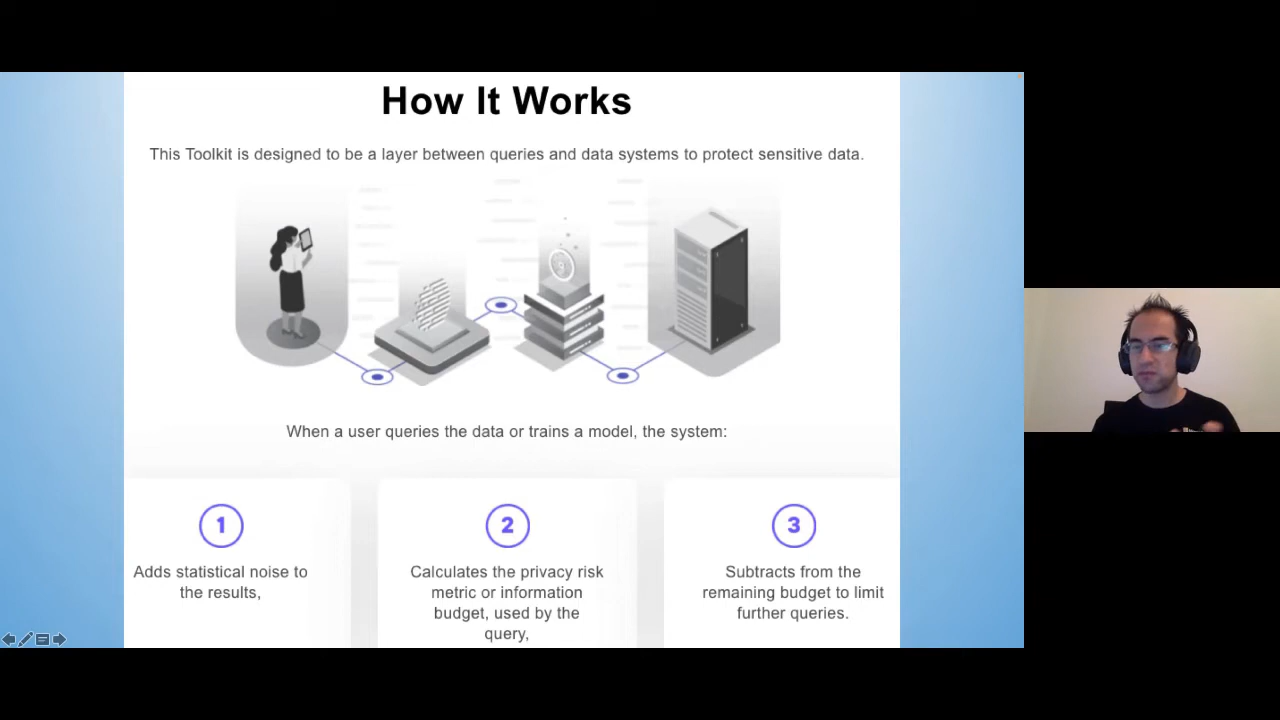 How It Works
This Toolkit is designed to be a layer between queries and data systems to protect sensitive data.
When a user queries the data or trains a model, the system:
1
Adds statistical noise to
the results,
2
Calculates the privacy risk
metric or information
budget, used by the
query,
3
Subtracts from the
remaining budget to limit
further queries.